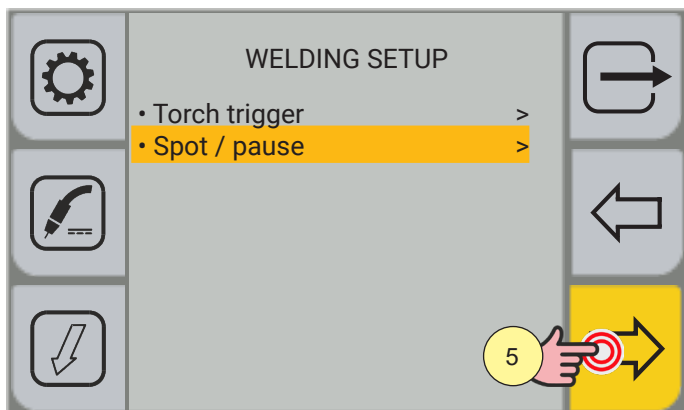 WELDING SETUP
• Torch trigger >
• Spot / pause >
5